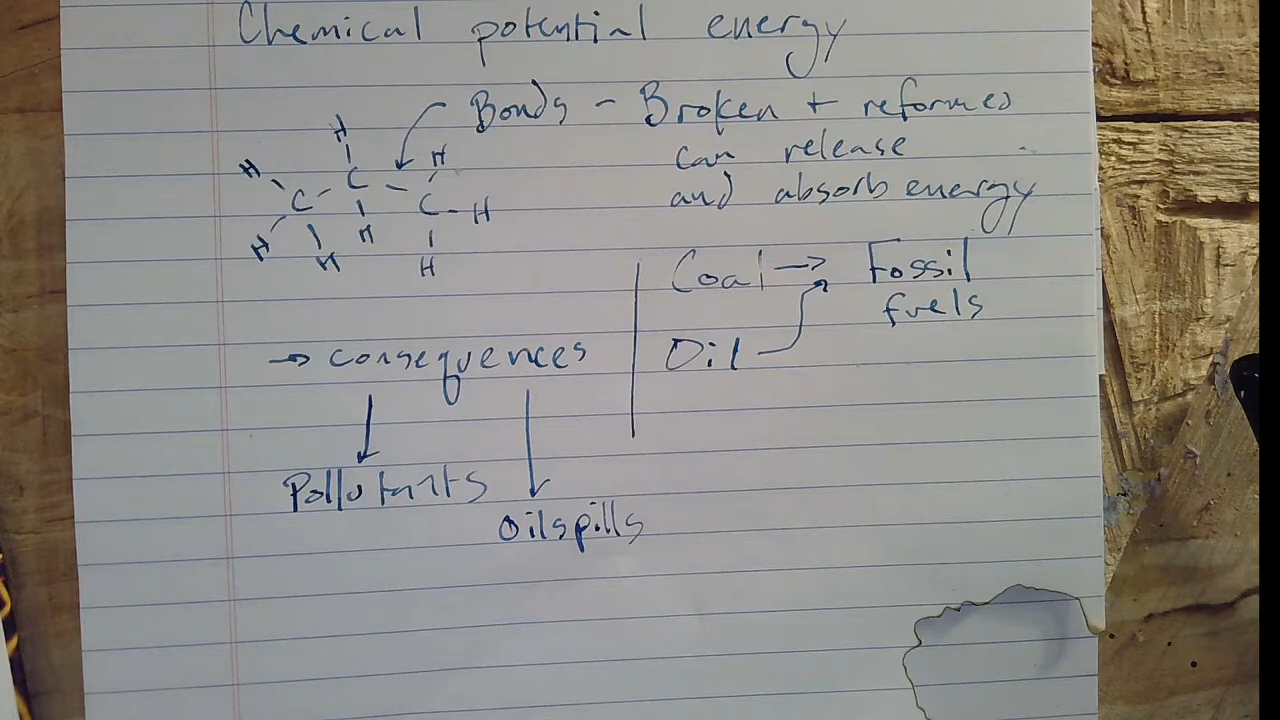 Chemical potential energy
Bonds - Broken + reformed
can release
and absorb energy
H
H C H
H C C H
H H H H
Coal → Fossil
fuels
Oil
→ consequences
Pollutants
Oilspills